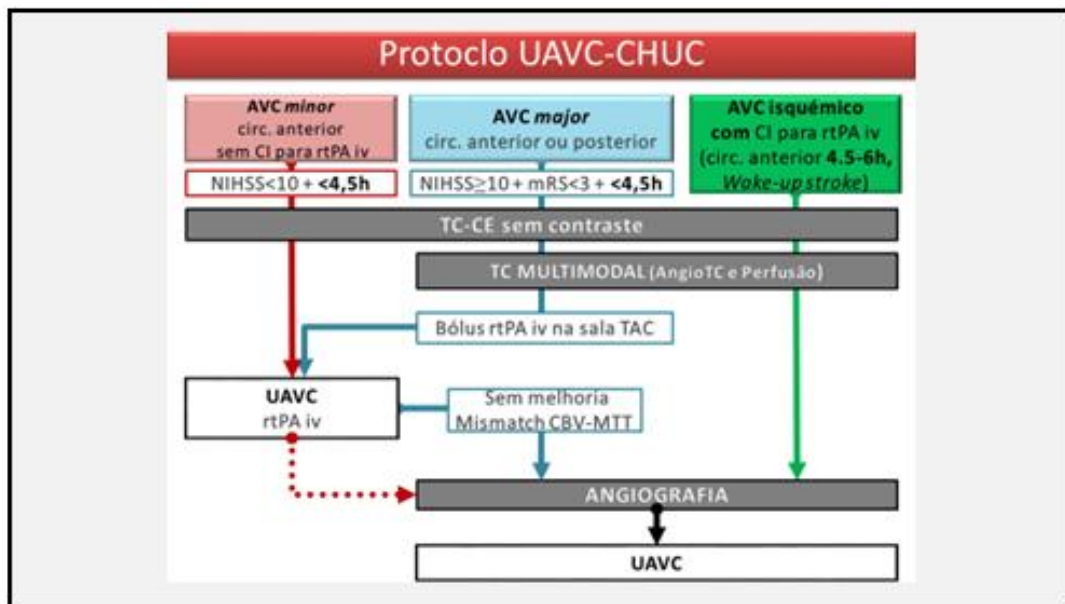 Protoclo UAVC-CHUC
AVC minor
circ. anterior
sem CI para rtPA iv
NIHSS<10 + <4,5h
AVC major
circ. anterior ou posterior
NIHSS≥10 + mRS<3 + <4,5h
AVC isquémico
com CI para rtPA iv
(circ. anterior 4.5-6h,
Wake-up stroke)
TC-CE sem contraste
TC MULTIMODAL (AngioTC e Perfusão)
Bólus rtPA iv na sala TAC
UAVC
rtPA iv
Sem melhoria
Mismatch CBV-MTT
ANGIOGRAFIA
UAVC